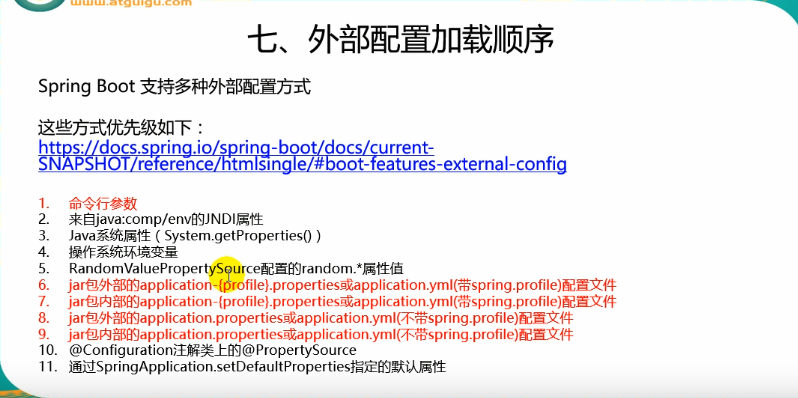 www.atguigu.com
七、外部配置加载顺序
Spring Boot 支持多种外部配置方式
这些方式优先级如下：
https://docs.spring.io/spring-boot/docs/current-
SNAPSHOT/reference/htmlsingle/#boot-features-external-config
1. 命令行参数
2. 来自java:comp/env的JNDI属性
3. Java系统属性（System.getProperties()）
4. 操作系统环境变量
5. RandomValuePropertySource配置的random.*属性值
6. jar包外部的application-{profile}.properties或application.yml(带spring.profile)配置文件
7. jar包内部的application-{profile}.properties或application.yml(带spring.profile)配置文件
8. jar包外部的application.properties或application.yml(不带spring.profile)配置文件
9. jar包内部的application.properties或application.yml(不带spring.profile)配置文件
10. @Configuration注解类上的@PropertySource
11. 通过SpringApplication.setDefaultProperties指定的默认属性